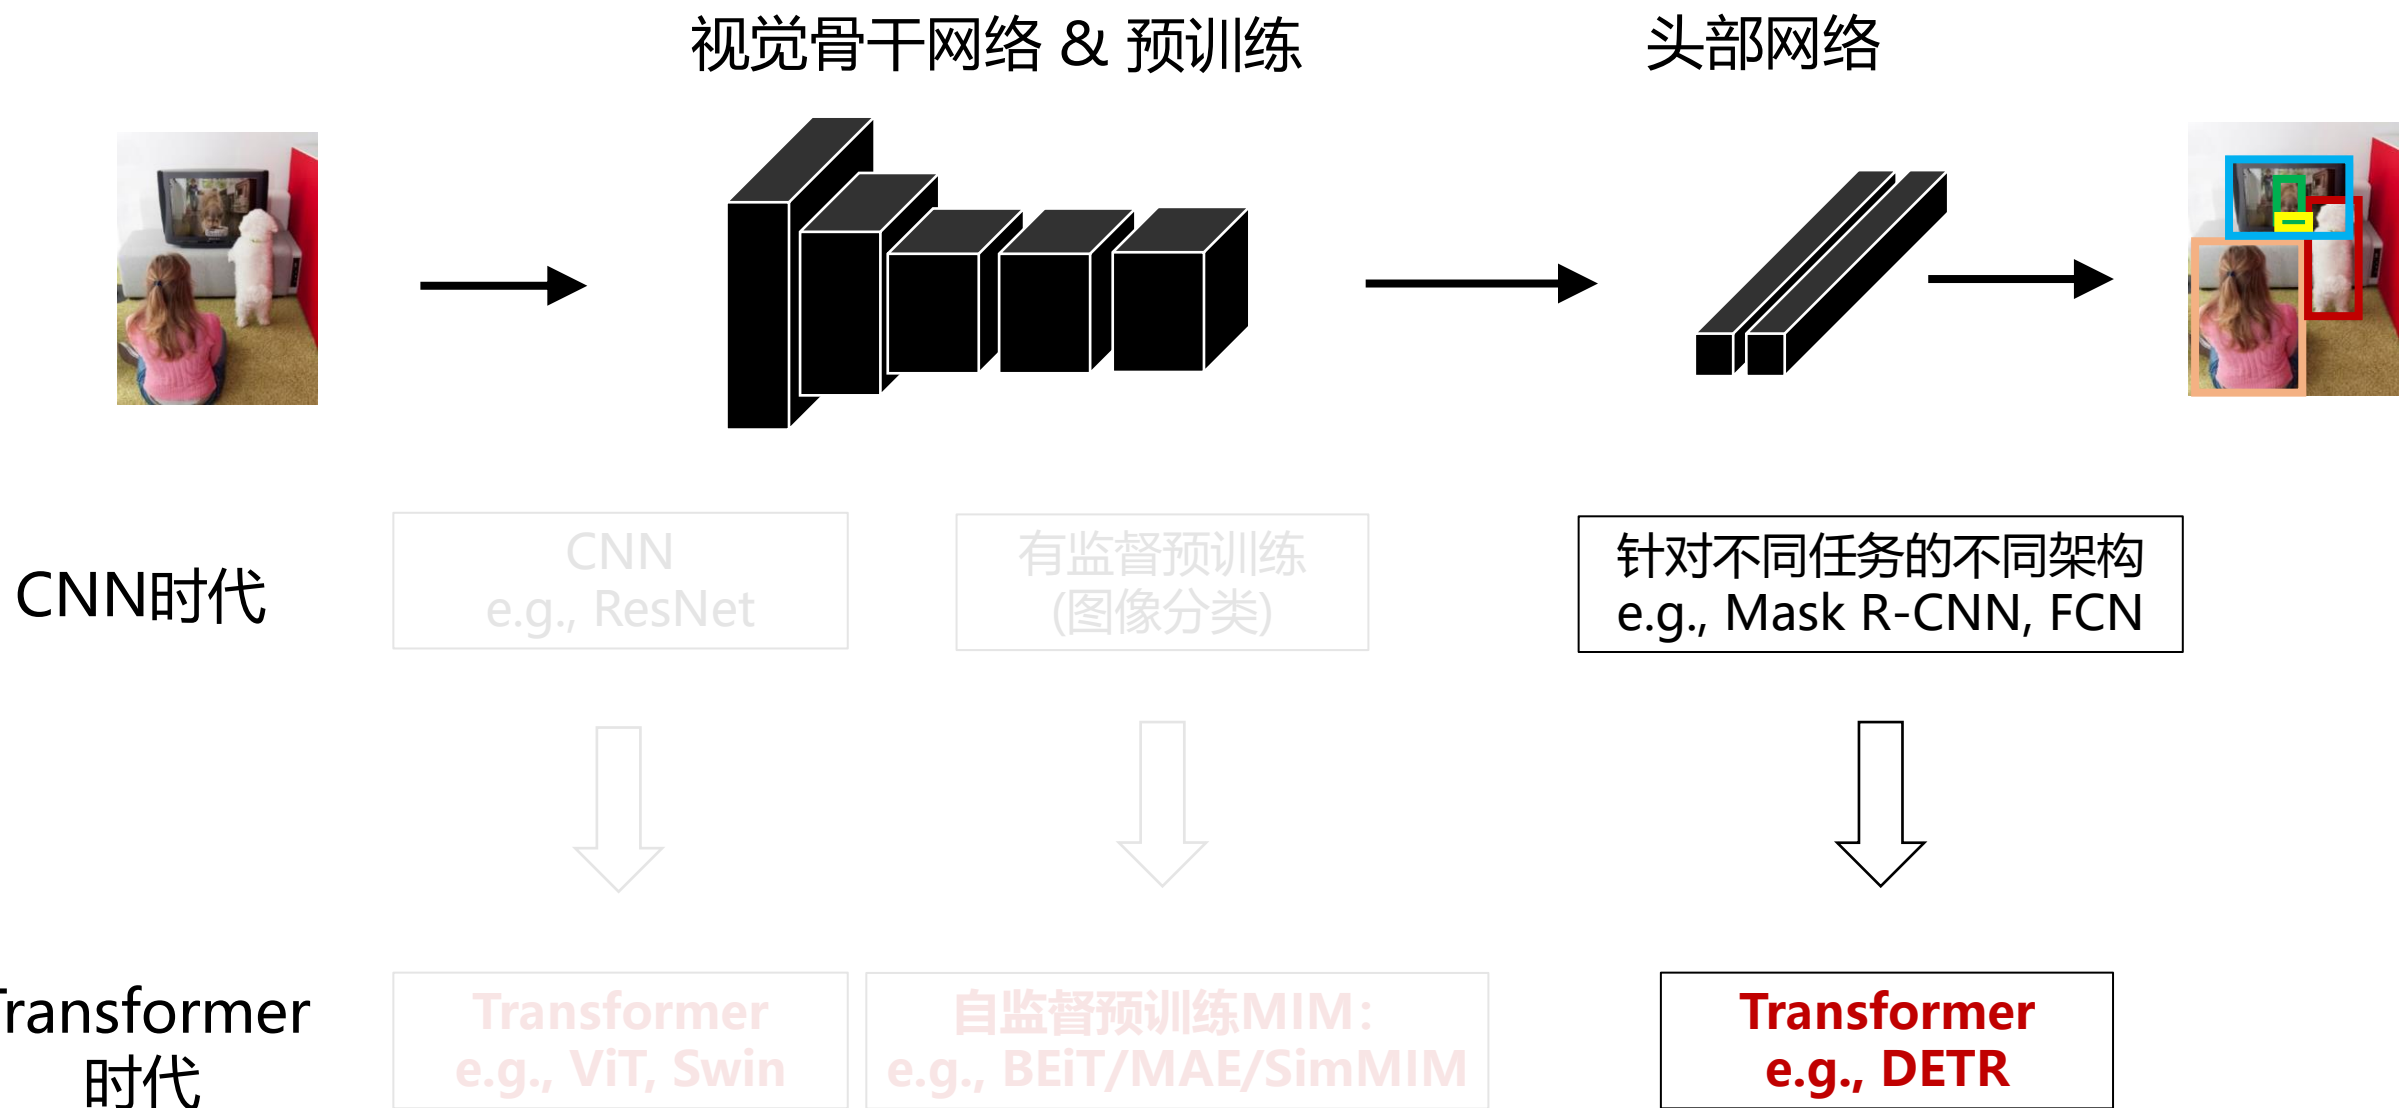 视觉骨干网络 & 预训练
头部网络
CNN时代
CNN
e.g., ResNet
有监督预训练
(图像分类)
针对不同任务的不同架构
e.g., Mask R-CNN, FCN
Transformer
时代
Transformer
e.g., ViT, Swin
自监督预训练MIM：
e.g., BEiT/MAE/SimMIM
Transformer
e.g., DETR